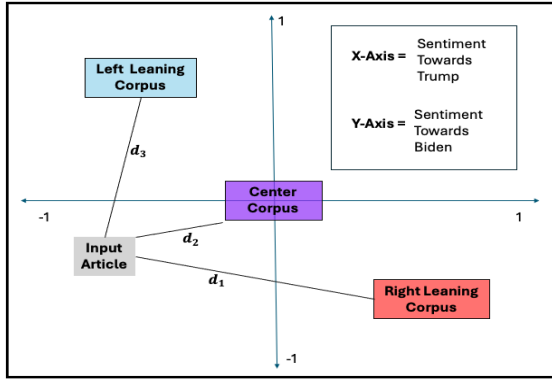 1
Left Leaning
Corpus
X-Axis = Sentiment
Towards
Trump
Y-Axis = Sentiment
Towards
Biden
d₃
Center
Corpus
-1
1
d₂
Input
Article
d₁
Right Leaning
Corpus
-1